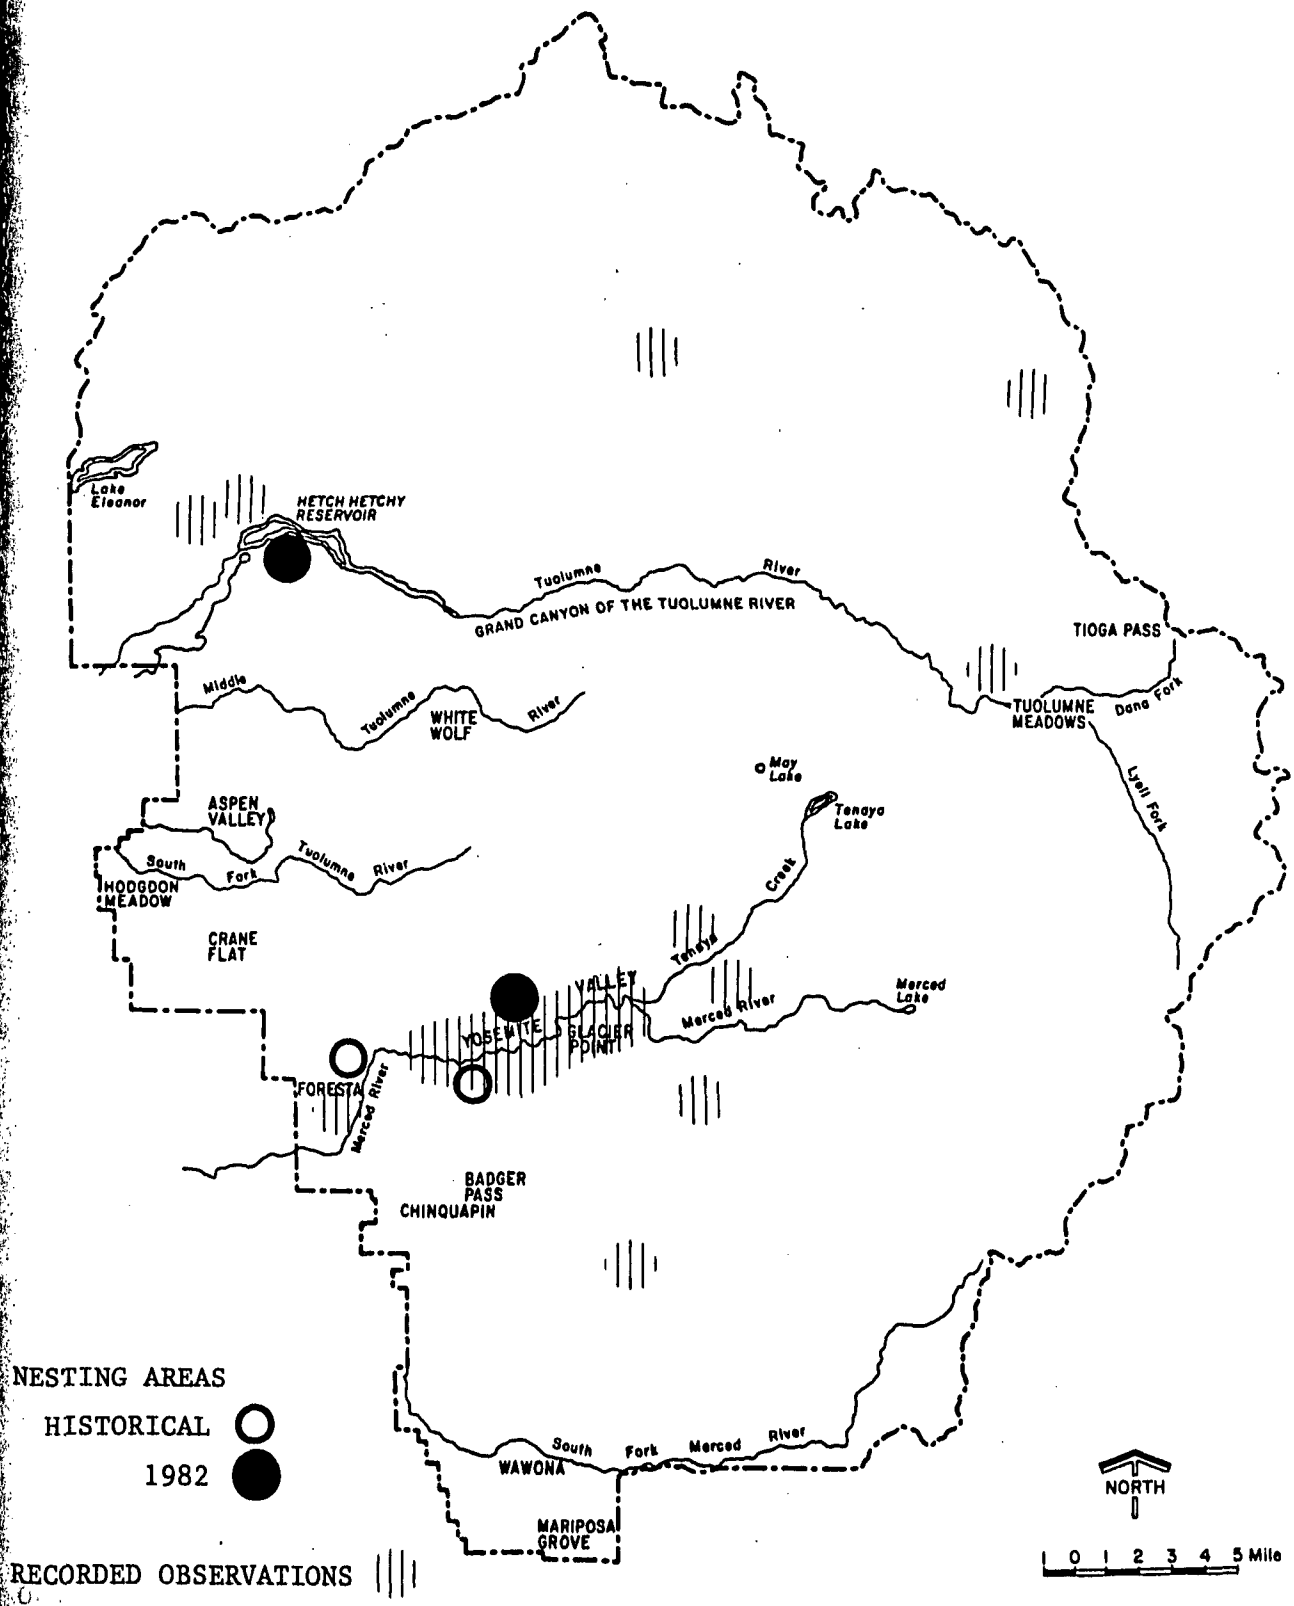 Lake
Eleanor
HETCH HETCHY
RESERVOIR
Tuolumne River
GRAND CANYON OF THE TUOLUMNE RIVER
TIOGA PASS
Middle Tuolumne River
WHITE
WOLF
TUOLUMNE
MEADOWS
Dana Fork
Lyell Fork
May
Lake
Tenaya
Lake
ASPEN
VALLEY
South Fork Tuolumne River
HODGDON
MEADOW
CRANE
FLAT
Tenaya Creek
YOSEMITE VALLEY
GLACIER
POINT
Merced River
Merced
Lake
FORESTA
Merced River
BADGER
PASS
CHINQUAPIN
South Fork Merced River
WAWONA
MARIPOSA
GROVE
NESTING AREAS
HISTORICAL
1982
RECORDED OBSERVATIONS
NORTH
1 0 1 2 3 4 5 Mile